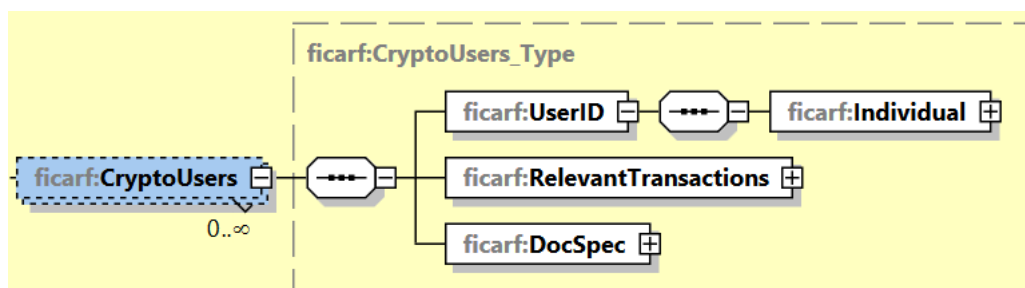 ficarf:CryptoUsers_Type
ficarf:UserID
ficarf:Individual
ficarf:CryptoUsers
0..∞
ficarf:RelevantTransactions
ficarf:DocSpec